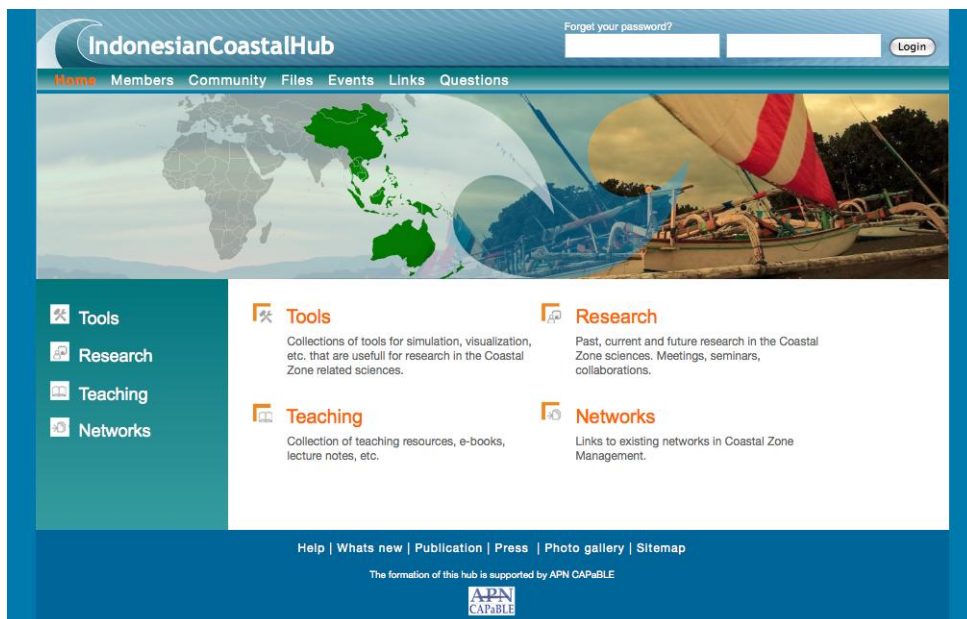 Forget your password?
IndonesianCoastalHub
Login
Home Members Community Files Events Links Questions
Tools
Research
Teaching
Networks
Tools
Collections of tools for simulation, visualization,
etc. that are usefull for research in the Coastal
Zone related sciences.
Research
Past, current and future research in the Coastal
Zone sciences. Meetings, seminars,
collaborations.
Teaching
Collection of teaching resources, e-books,
lecture notes, etc.
Networks
Links to existing networks in Coastal Zone
Management.
Help | Whats new | Publication | Press | Photo gallery | Sitemap
The formation of this hub is supported by APN CAPaBLE
APN
CAPaBLE